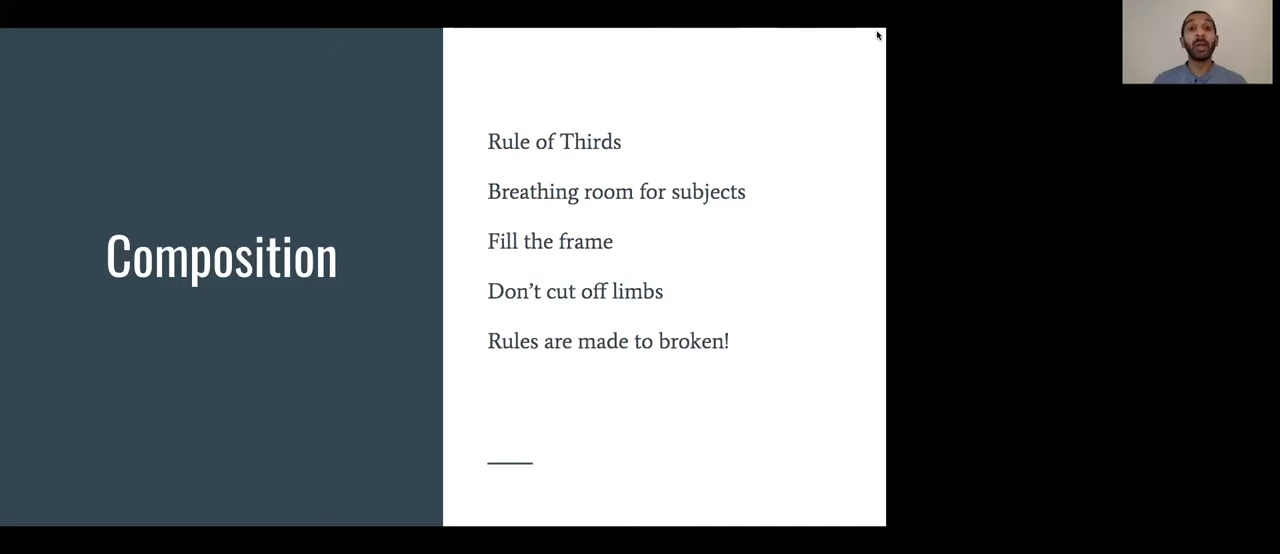 Composition
Rule of Thirds
Breathing room for subjects
Fill the frame
Don’t cut off limbs
Rules are made to broken!